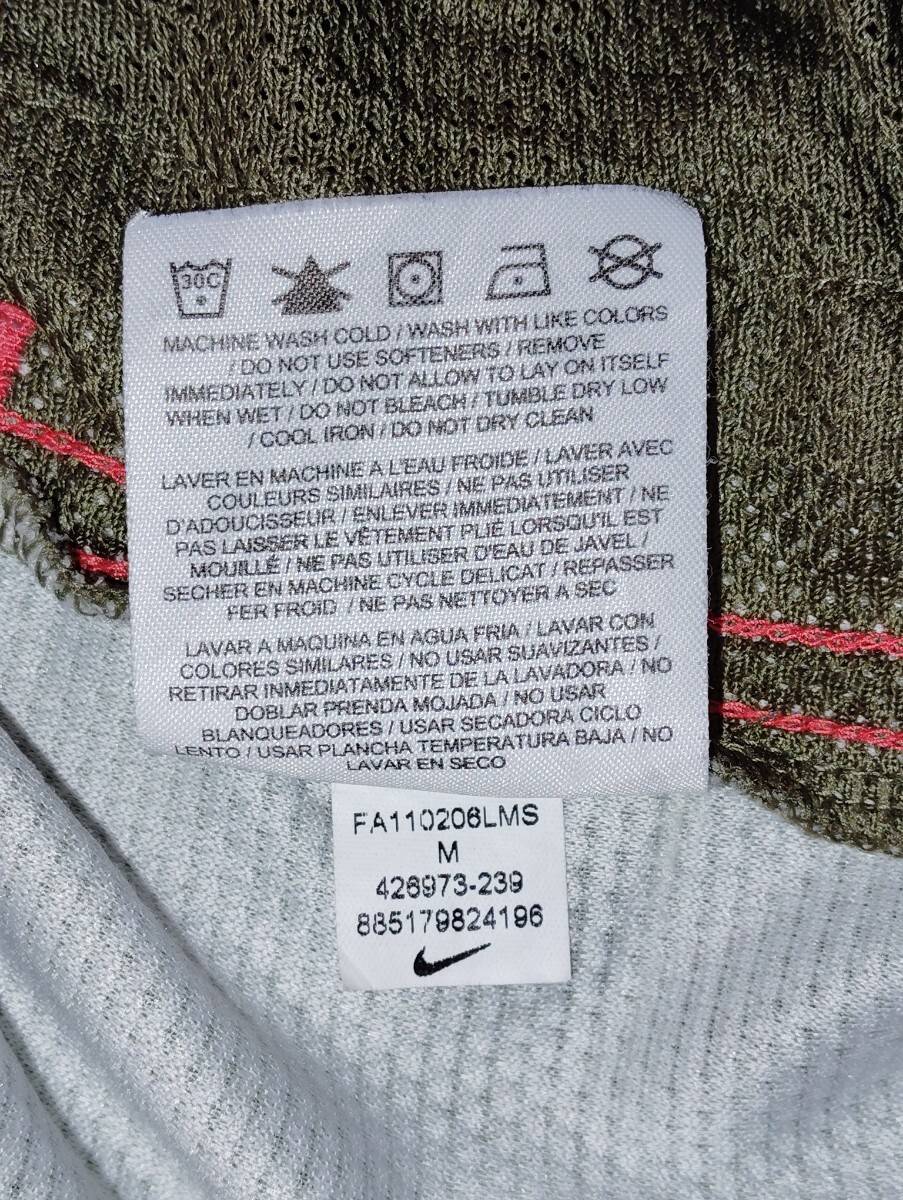 30C
MACHINE WASH COLD / WASH WITH LIKE COLORS
/ DO NOT USE SOFTENERS / REMOVE
IMMEDIATELY / DO NOT ALLOW TO LAY ON ITSELF
WHEN WET / DO NOT BLEACH / TUMBLE DRY LOW
/ COOL IRON / DO NOT DRY CLEAN
LAVER EN MACHINE A L'EAU FROIDE / LAVER AVEC
COULEURS SIMILAIRES / NE PAS UTILISER
D'ADOUCISSEUR / ENLEVER IMMEDIATEMENT / NE
PAS LAISSER LE VÊTEMENT PLIE LORSQU'IL EST
MOUILLÉ / NE PAS UTILISER D'EAU DE JAVEL /
SECHER EN MACHINE CYCLE DELICAT / REPASSER
FER FROID / NE PAS NETTOYER A SEC
LAVAR A MAQUINA EN AGUA FRIA / LAVAR CON
COLORES SIMILARES / NO USAR SUAVIZANTES /
RETIRAR INMEDIATAMENTE DE LA LAVADORA / NO
DOBLAR PRENDA MOJADA / NO USAR
BLANQUEADORES / USAR SECADORA CICLO
LENTO / USAR PLANCHA TEMPERATURA BAJA / NO
LAVAR EN SECO
FA110206LMS
M
426973-239
885179824196